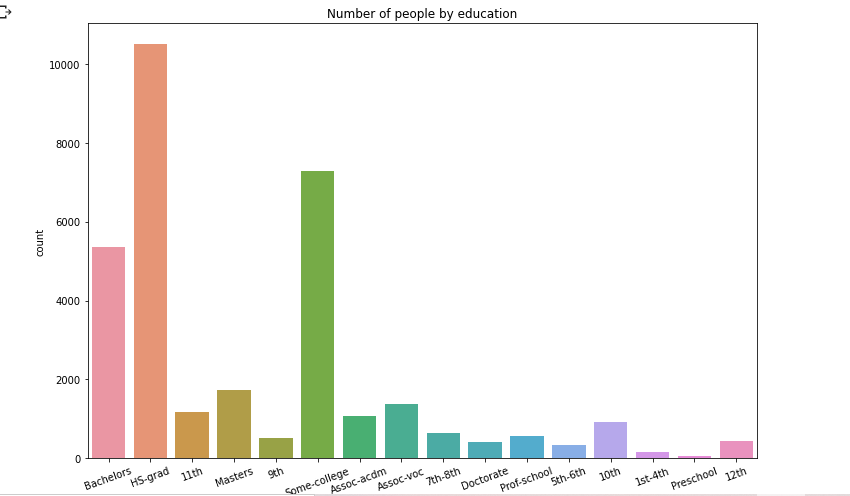 Number of people by education
10000
8000
6000
4000
2000
0
count
Bachelors
HS-grad
11th
Masters
9th
Some-college
Assoc-acdm
Assoc-voc
7th-8th
Doctorate
Prof-school
5th-6th
10th
1st-4th
Preschool
12th